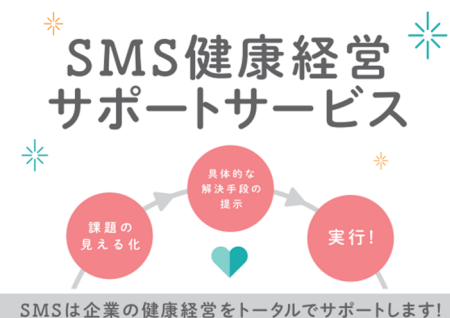 SMS健康経営
サポートサービス
具体的な
解決手段の
提示
課題の
見える化
実行!
SMSは企業の健康経営をトータルでサポートします!